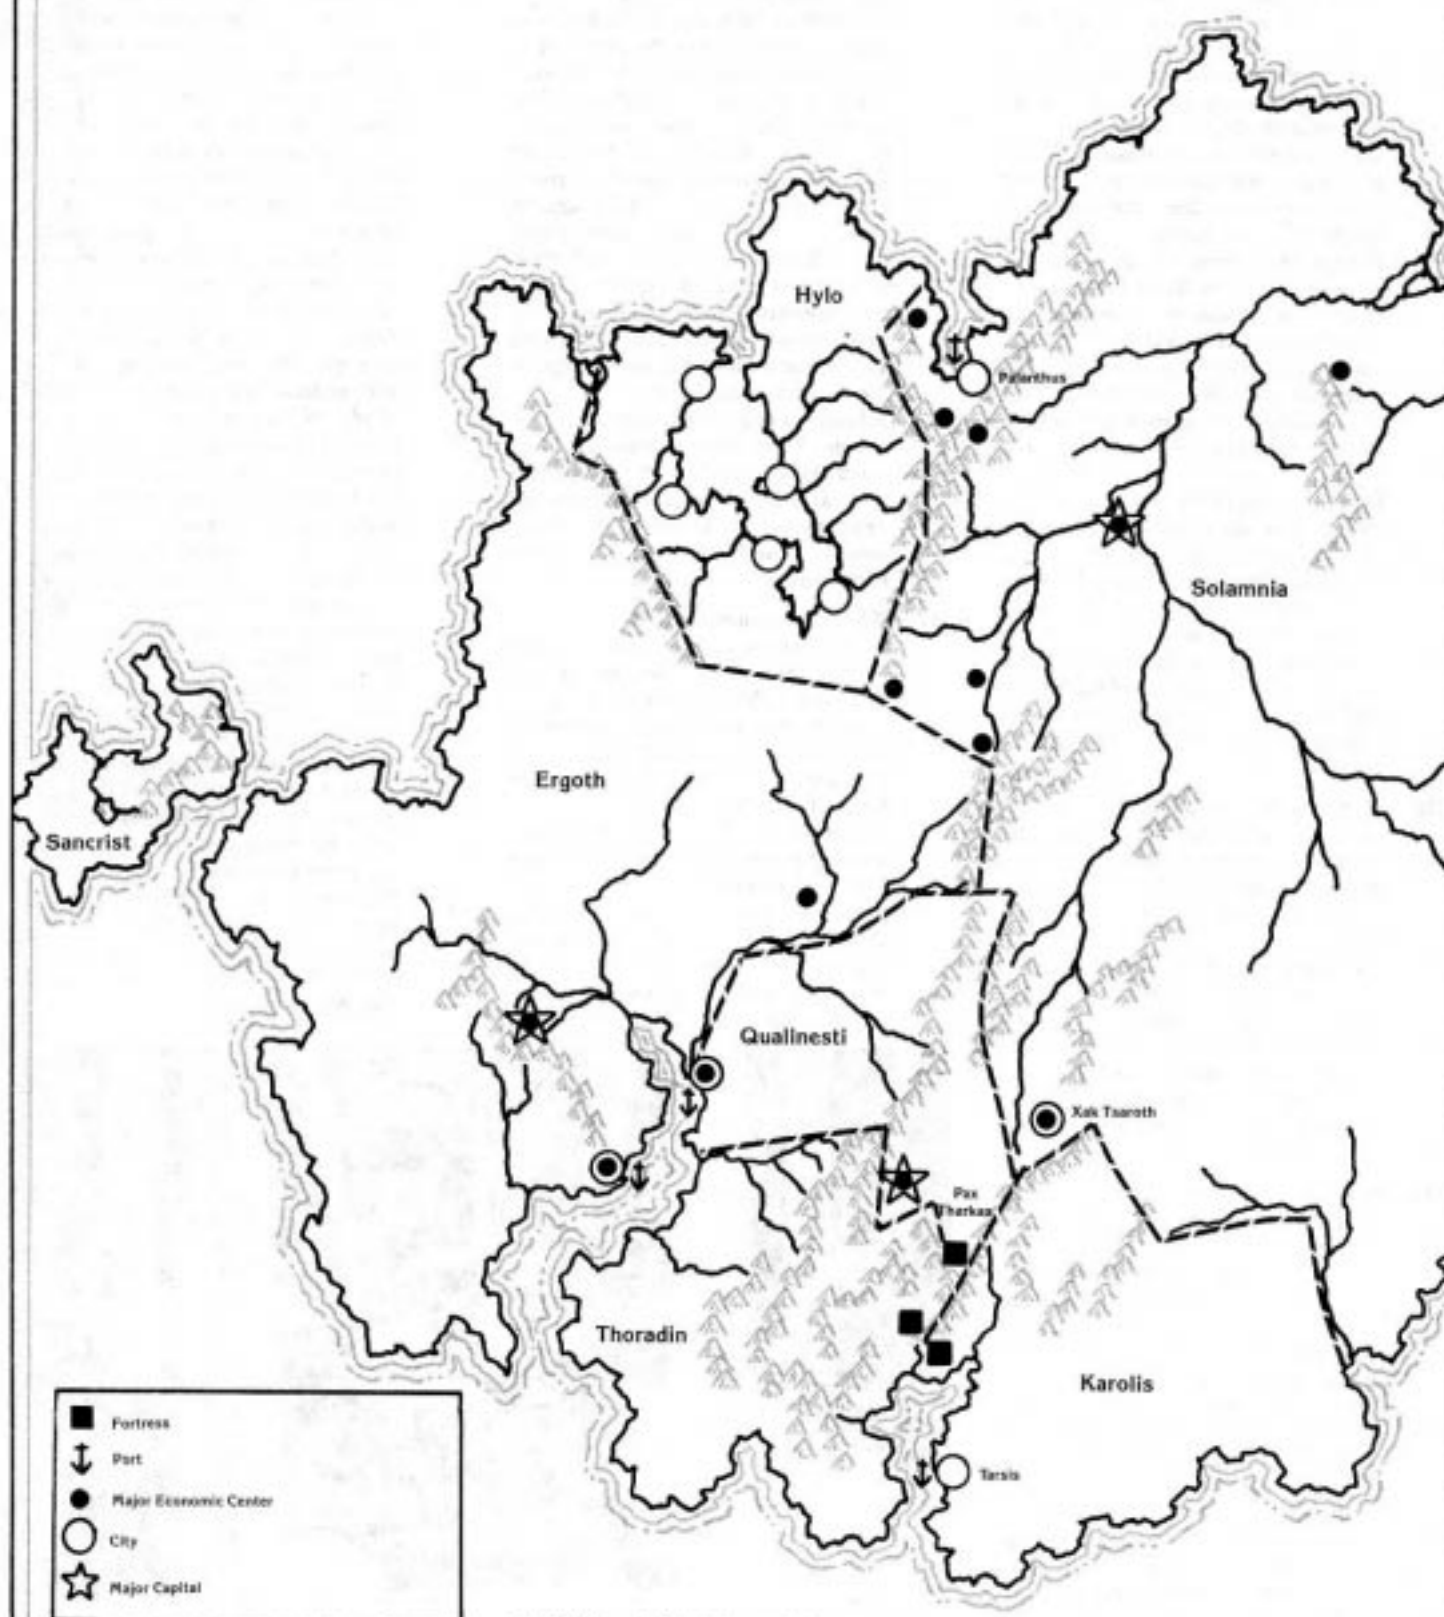 Hylo
Palanthus
Solamnia
Ergoth
Sancrist
Qualinesti
Xak Tsaroth
Pax
Tharkas
Thoradin
Karolis
Tarsis
Fortress
Port
Major Economic Center
City
Major Capital